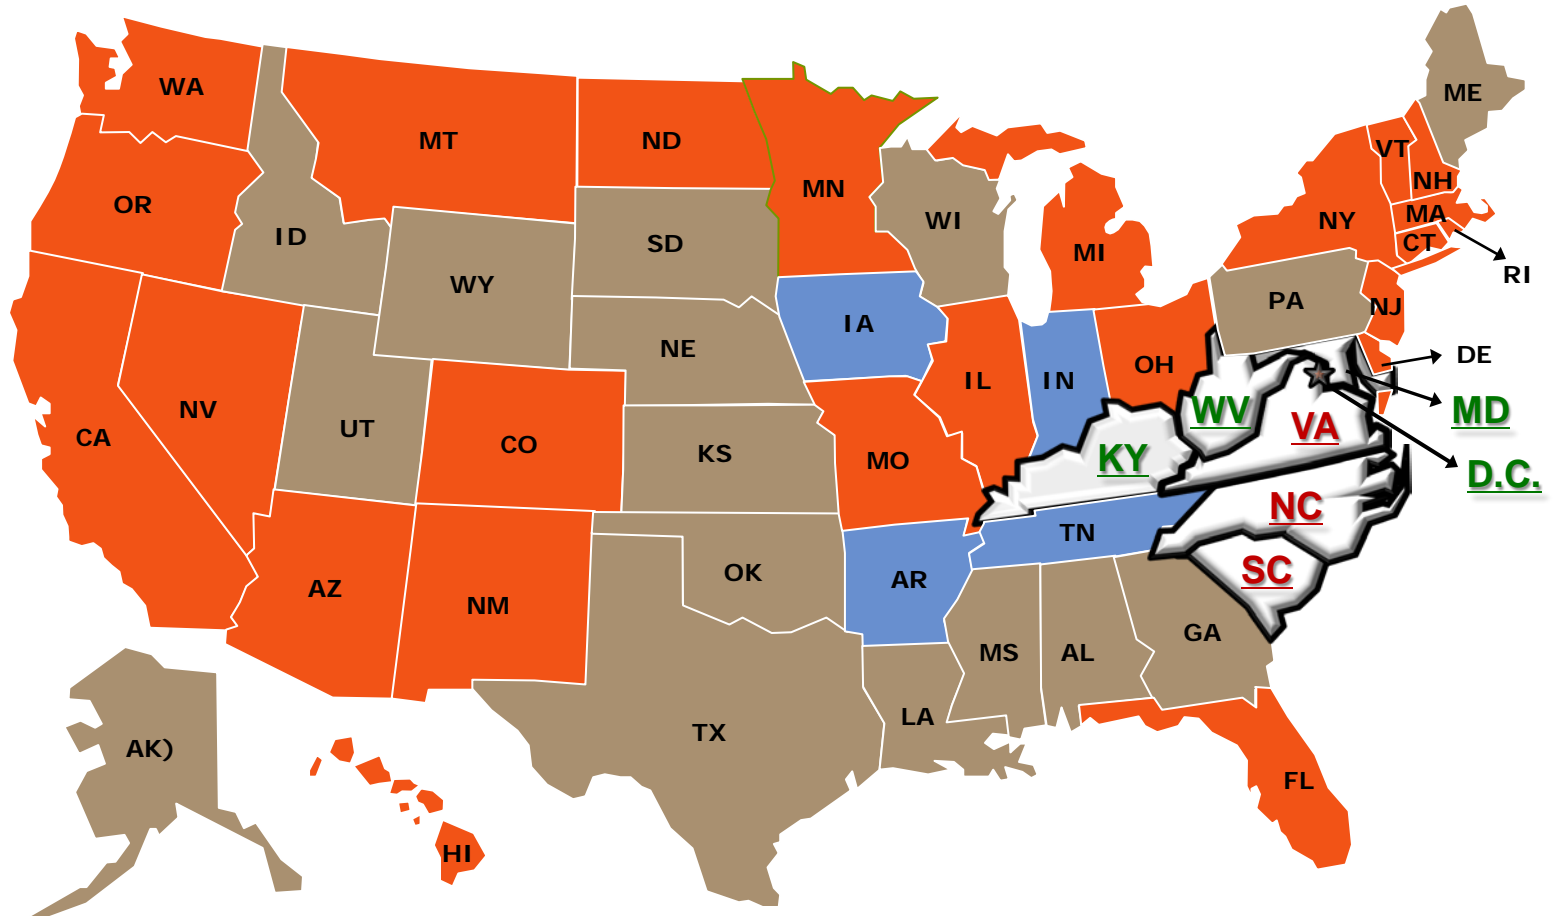 ME
WA
MT
ND
VT
NH
MN
OR
MA
NY
WI
ID
CT
SD
MI
RI
WY
PA
NJ
IA
NE
DE
OH
IL
IN
NV
WV
MD
UT
VA
CA
CO
KS
KY
MO
D.C.
NC
TN
OK
AR
SC
AZ
NM
GA
MS
AL
LA
TX
AK)
FL
HI